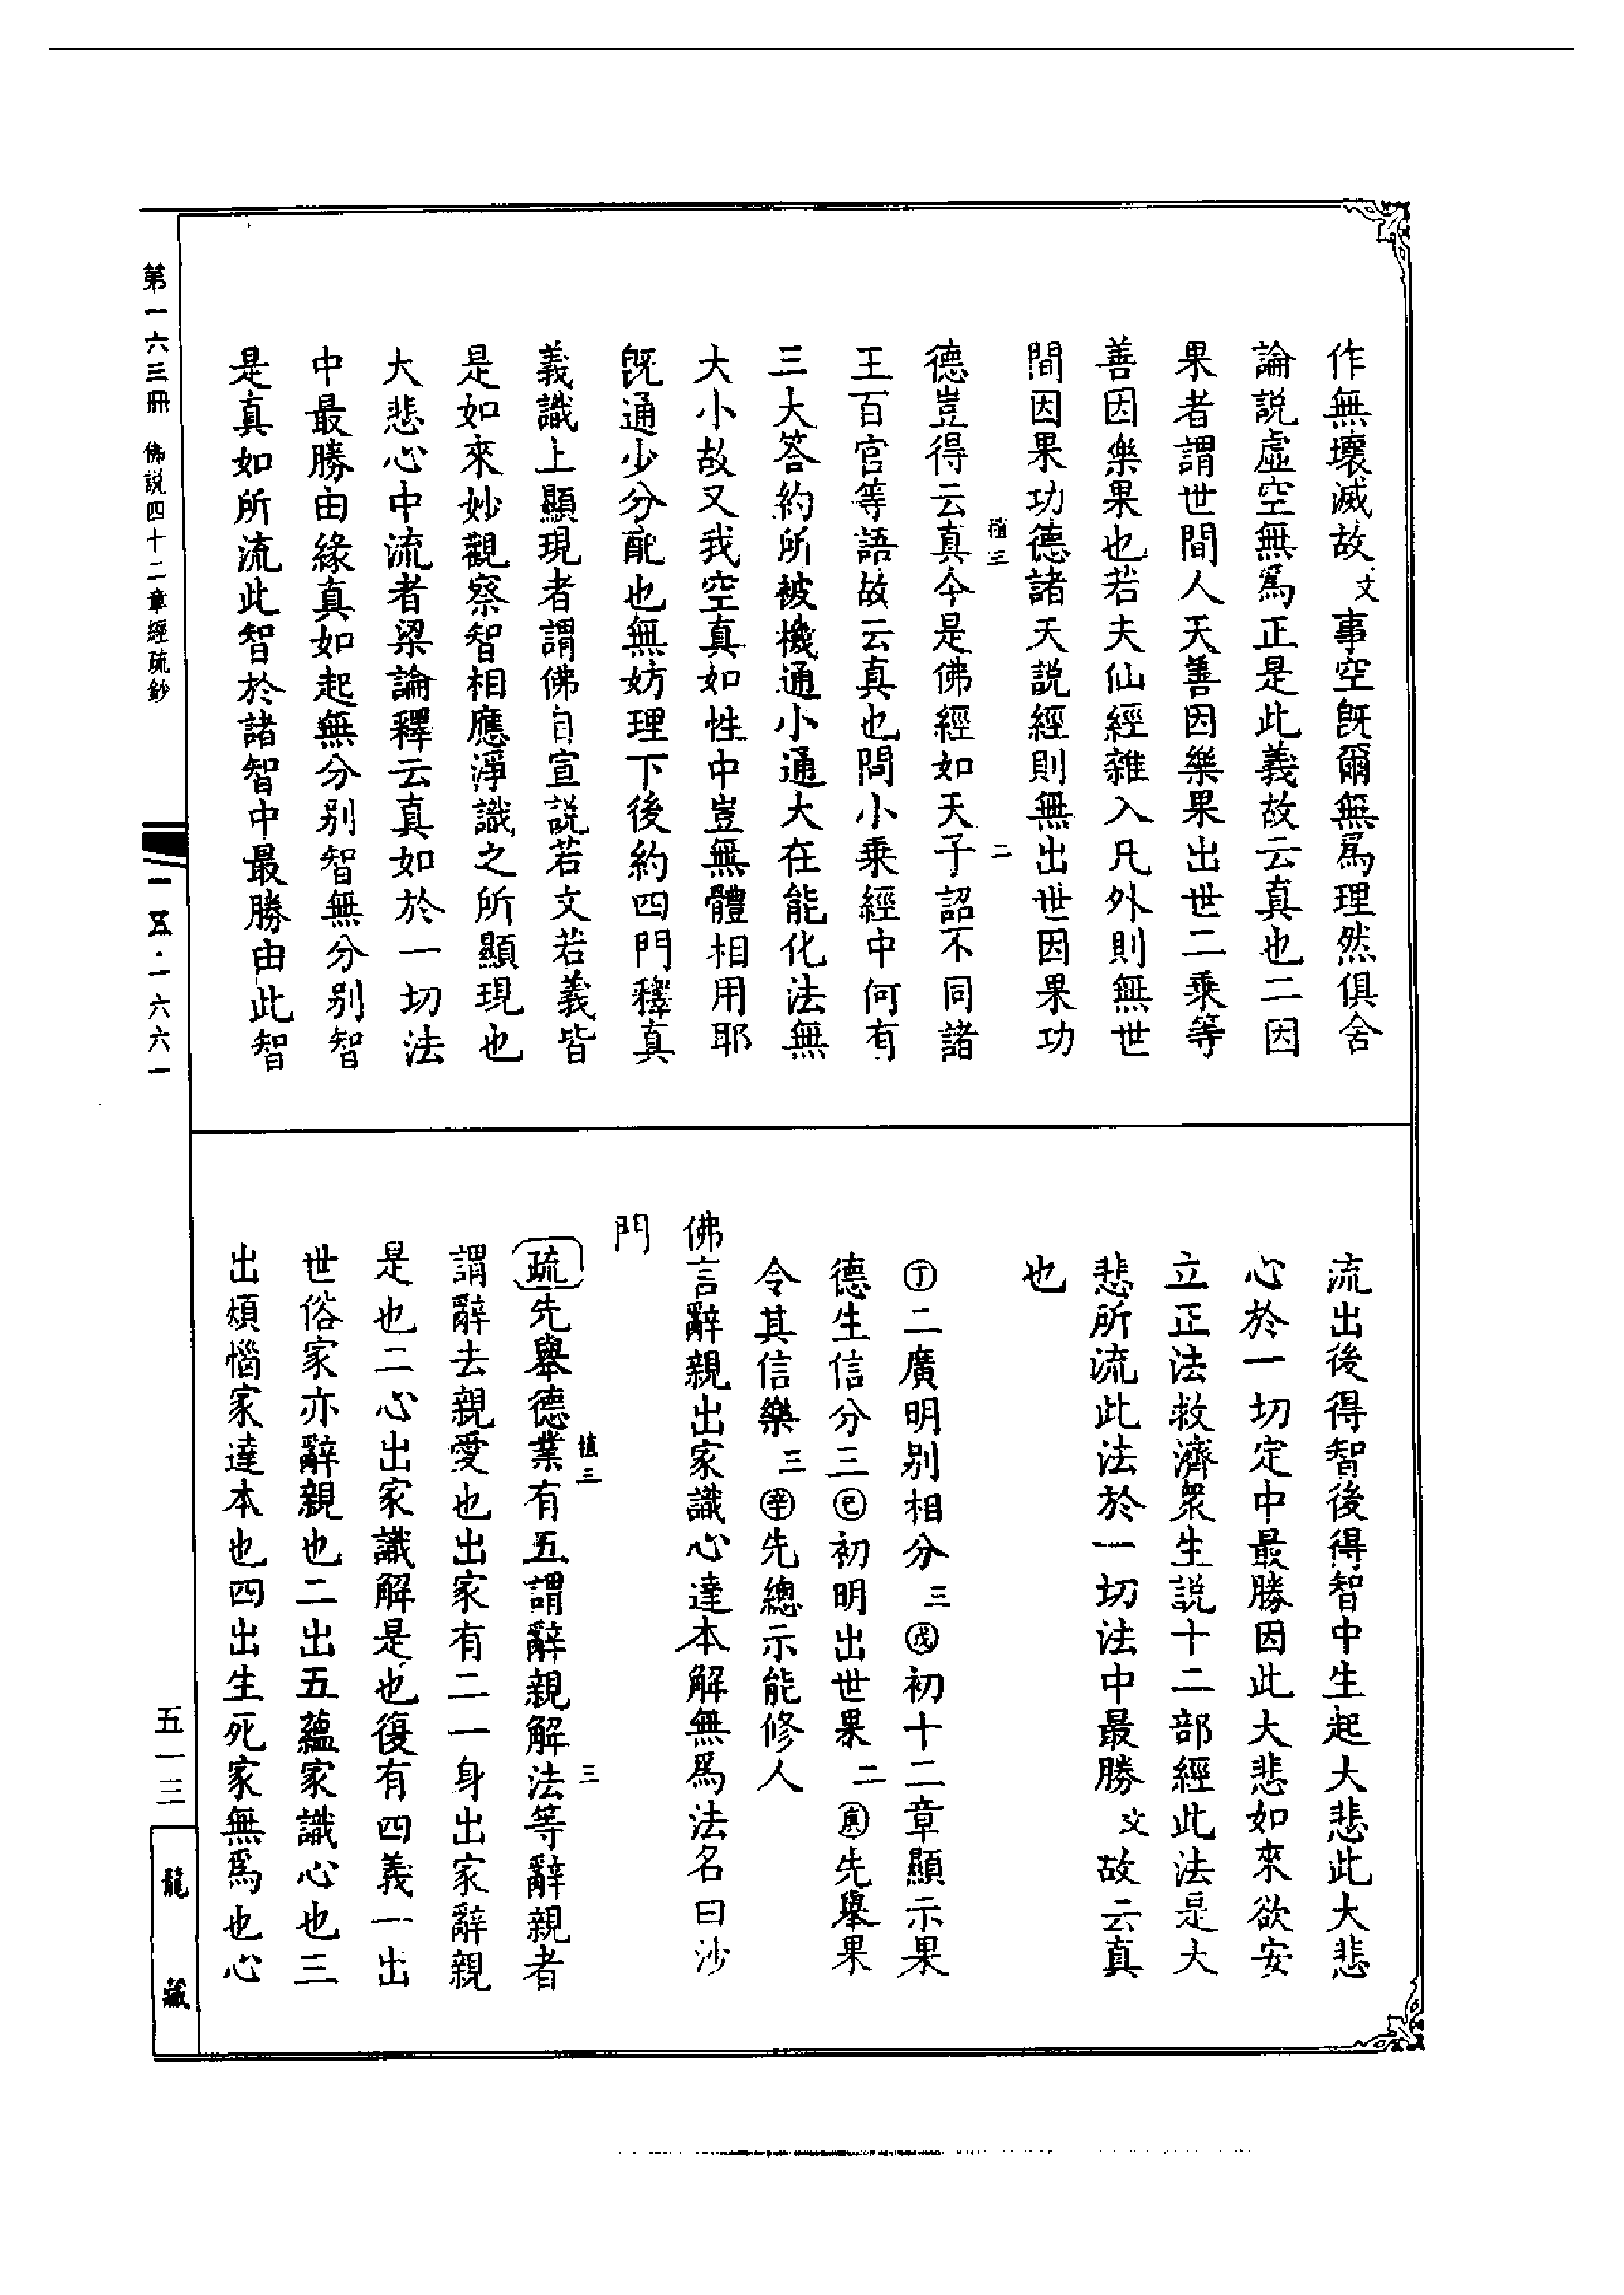 作無壞滅故文事空旣爾無爲理然俱舍
論説虛空無爲正是此義故云真也二因
果者謂世間人天善因樂果出世二乘等
善因樂果也若夫仙經雜入凡外則無世
間因果功德諸天説經則無出世因果功
植三 二
德豈得云真今是佛經如天子詔不同諸
王百官等語故云真也問小乘經中何有
三大答約所被機通小通大在能化法無
大小故又我空真如性中豈無體相用耶
旣通少分配也無妨理下後約四門釋真
義識上顯現者謂佛自宣説若文若義皆
是如來妙觀察智相應淨識之所顯現也
大悲心中流者梁論釋云真如於一切法
中最勝由緣真如起無分别智無分别智
是真如所流此智於諸智中最勝由此智
第一六三冊 佛説四十二章經疏鈔
一五·一六六一
流出後得智後得智中生起大悲此大悲
心於一切定中最勝因此大悲如來欲安
立正法救濟衆生説十二部經此法是大
悲所流此法於一切法中最勝文故云真
也
丁二廣明别相分三戊初十二章顯示果
德生信分三己初明出世果二庚先舉果
令其信樂三辛先總示能修人
佛言辭親出家識心達本解無爲法名曰沙
門
植三 三
疏先舉德業有五謂辭親解法等辭親者
謂辭去親愛也出家有二一身出家辭親
是也二心出家識解是也復有四義一出
世俗家亦辭親也二出五蘊家識心也三
出煩惱家達本也四出生死家無爲也心
五一三
龍藏